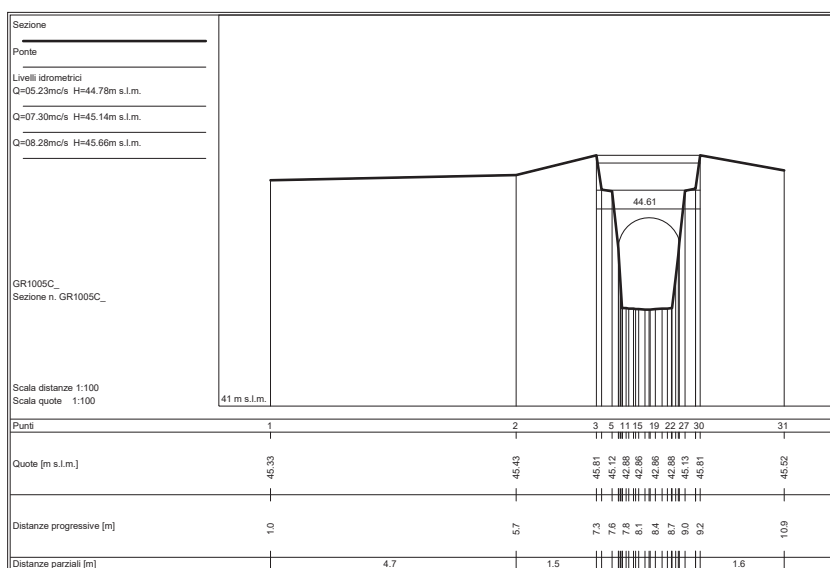 Sezione
Ponte
Livelli idrometrici
Q=05.23mc/s H=44.78m s.l.m.
Q=07.30mc/s H=45.14m s.l.m.
Q=08.28mc/s H=45.66m s.l.m.
44.61
GR1005C_
Sezione n. GR1005C_
Scala distanze 1:100
Scala quote 1:100
41 m s.l.m.
Punti 1 2 3 5 11 15 19 22 27 30 31
Quote [m s.l.m.] 45.33 45.43 45.81 45.12 42.88 42.86 42.86 42.88 45.13 45.81 45.52
Distanze progressive [m] 1.0 5.7 7.3 7.6 7.8 8.1 8.4 8.7 9.0 9.2 10.9
Distanze parziali [m] 4.7 1.5 1.6